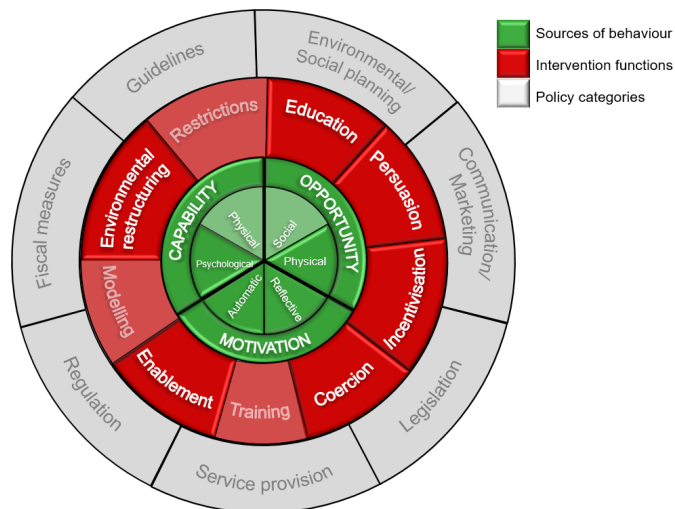 Sources of behaviour
Intervention functions
Policy categories
Guidelines
Environmental/
Social planning
Communication/
Marketing
Legislation
Service provision
Regulation
Fiscal measures
Restrictions
Education
Persuasion
Incentivisation
Coercion
Training
Enablement
Modelling
Environmental/
restructuring
CAPABILITY
OPPORTUNITY
MOTIVATION
Physical
Social
Physical
Reflective
Automatic
Psychological